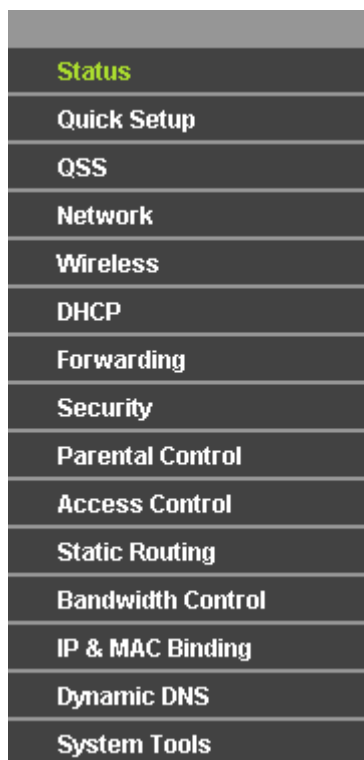 Status
Quick Setup
QSS
Network
Wireless
DHCP
Forwarding
Security
Parental Control
Access Control
Static Routing
Bandwidth Control
IP & MAC Binding
Dynamic DNS
System Tools